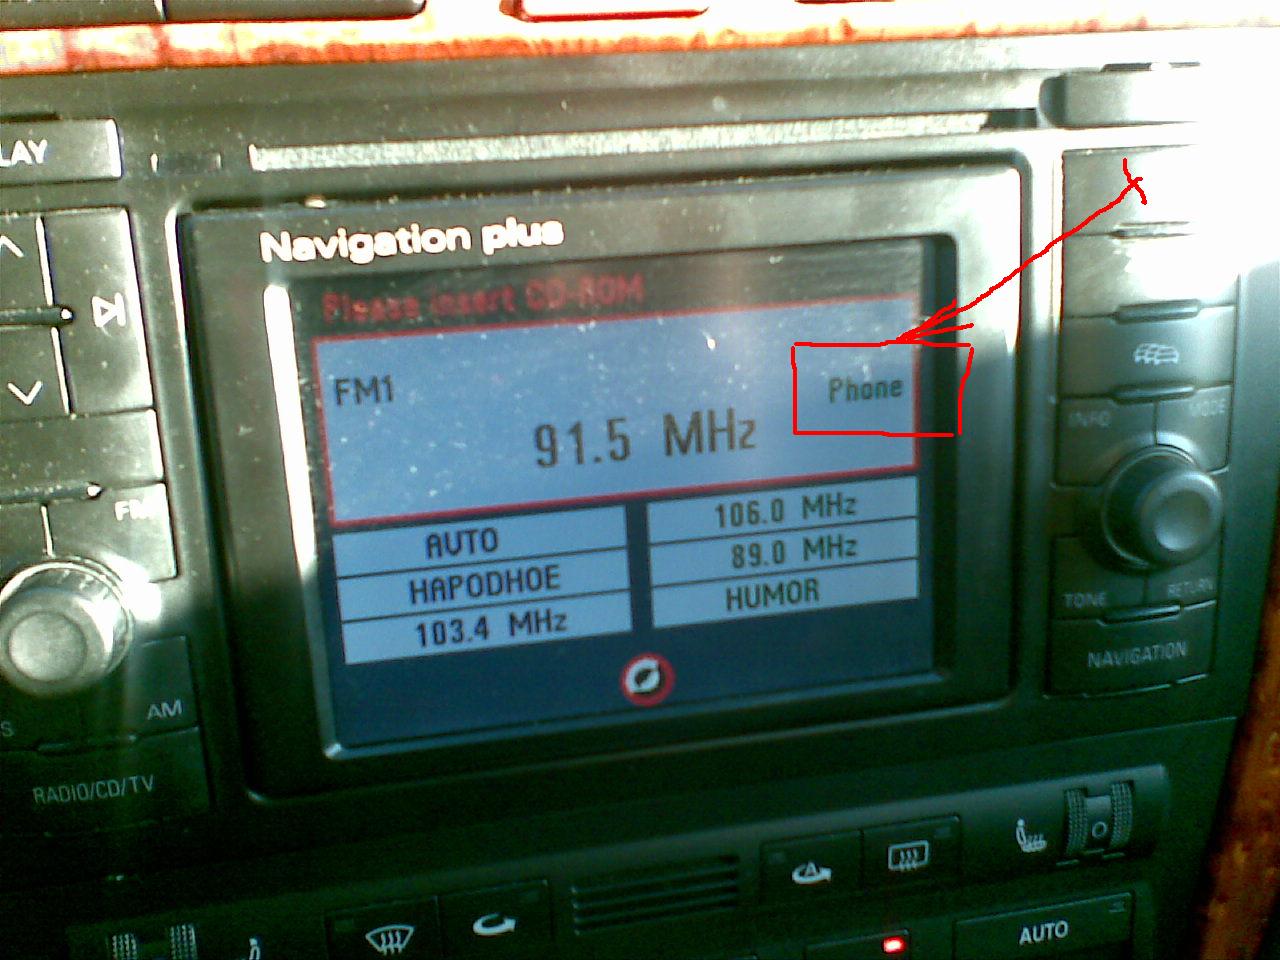 LAY
Navigation plus
Please insert CD-ROM
FM1
Phone
91.5 MHz
INFO
MODE
FM
106.0 MHz
AUTO
89.0 MHz
HAPODHOE
HUMOR
103.4 MHz
TONE
RETURN
NAVIGATION
S
AM
RADIO/CD/TV
A
AUTO